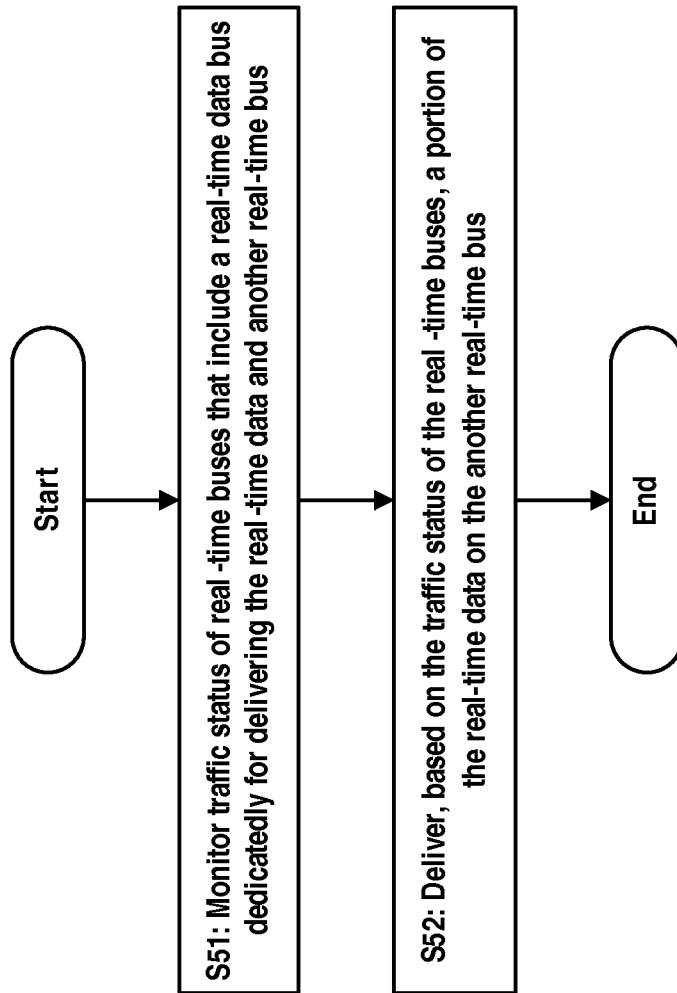 Start
S51: Monitor traffic status of real-time buses that include a real-time data bus
dedicatedly for delivering the real-time data and another real-time bus
S52: Deliver, based on the traffic status of the real-time buses, a portion of
the real-time data on the another real-time bus
End